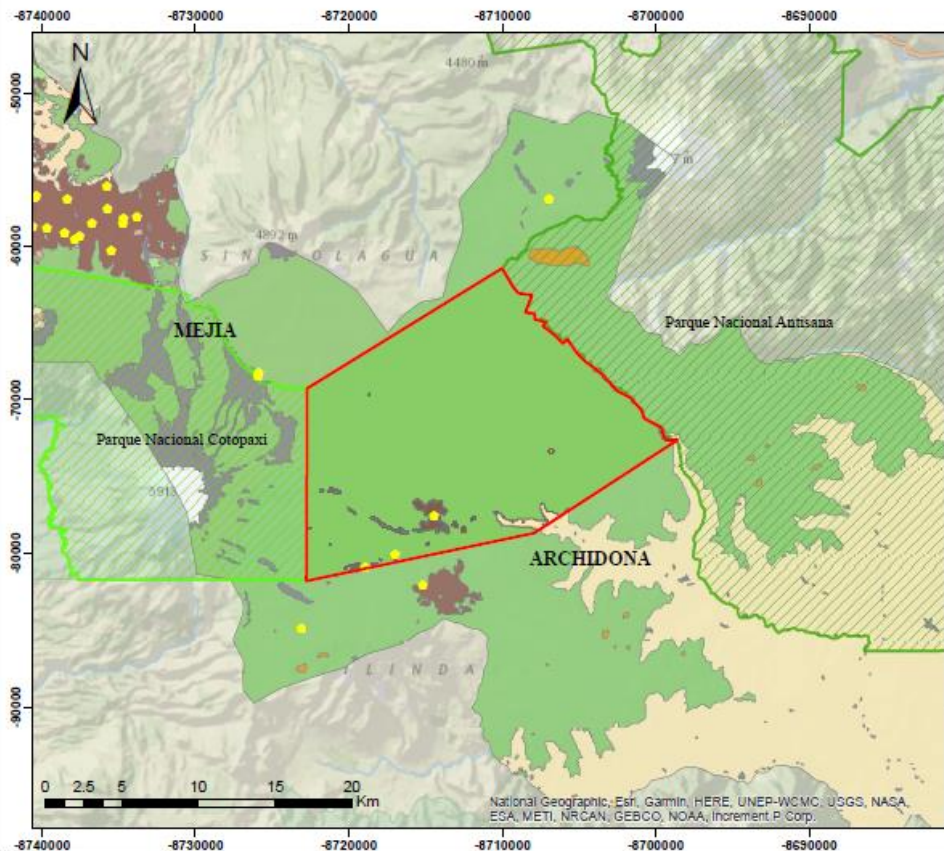 -8740000 -8730000 -8720000 -8710000 -8700000 -8690000
N
4480 m
-50000
7 m
-60000
4892 m
S I N O L A G U A
MEJIA
Parque Nacional Antisana
-70000
Parque Nacional Cotopaxi
5913
-80000
ARCHIDONA
I L I N D A
-90000
0 2.5 5 10 15 20
Km
National Geographic, Esri, Garmin, HERE, UNEP-WCMC, USGS, NASA,
ESA, METI, NRCAN, GEBCO, NOAA, Increment P Corp.
-8740000 -8730000 -8720000 -8710000 -8700000 -8690000